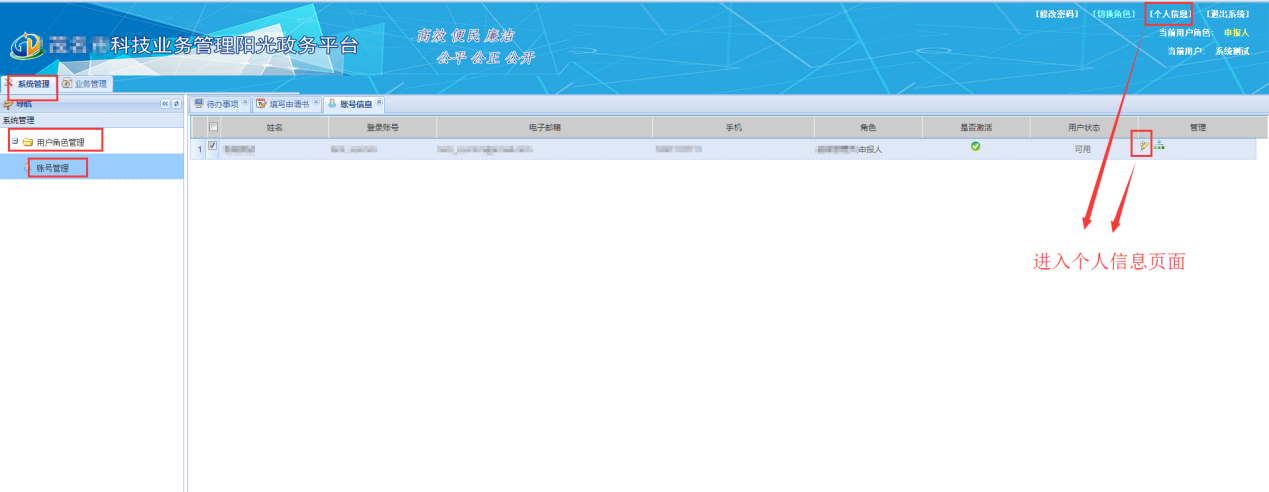 [修改密码] [切换角色] [个人信息] [退出系统]
科技业务管理阳光政务平台
高效 便民 廉洁
公平 公正 公开
当前用户角色: 申报人
当前用户: 系统测试
系统管理 业务管理
导航
待办事项 填写申请书 账号信息
系统管理
姓名 登录账号 电子邮箱 手机 角色 是否激活 用户状态 管理
用户角色管理
1 申报人 可用
账号管理
进入个人信息页面